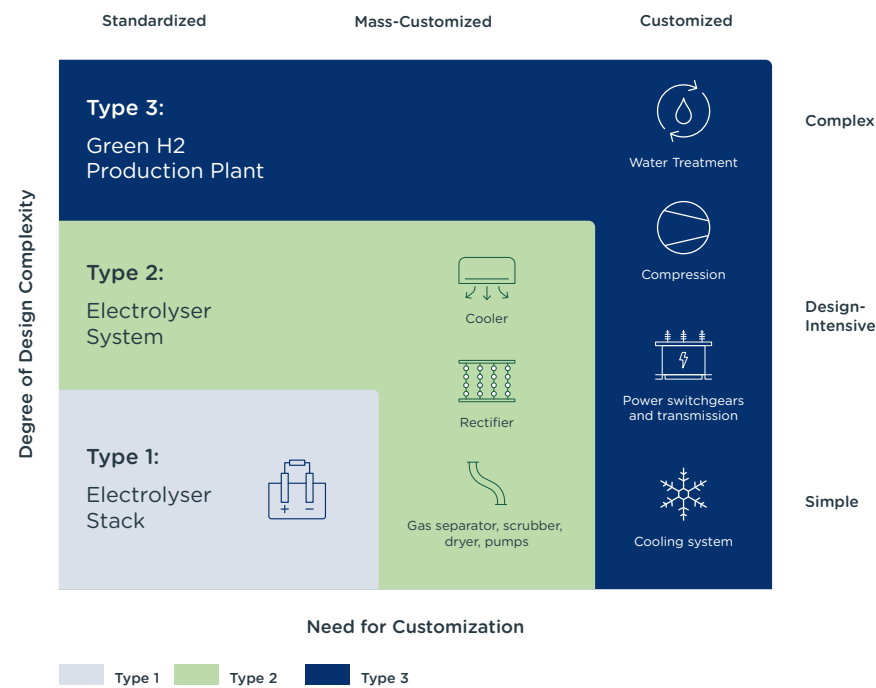 Standardized
Mass-Customized
Customized
Type 3:
Green H2
Production Plant
Water Treatment
Complex
Compression
Type 2:
Electrolyser
System
Cooler
Design-
Intensive
Rectifier
Power switchgears
and transmission
Degree of Design Complexity
Type 1:
Electrolyser
Stack
+ −
Gas separator, scrubber,
dryer, pumps
Cooling system
Simple
Need for Customization
Type 1
Type 2
Type 3